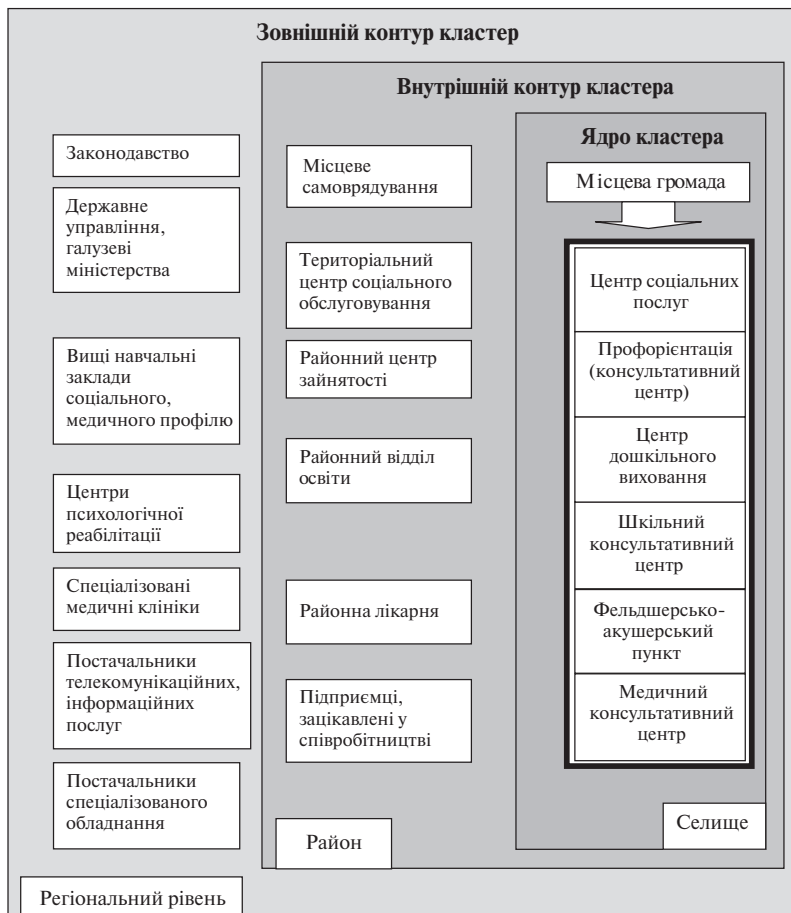 Зовнішній контур кластер
Внутрішній контур кластера
Ядро кластера
Законодавство
Державне
управління,
галузеві
міністерства
Вищі навчальні
заклади
соціального,
медичного профілю
Центри
психологічної
реабілітації
Спеціалізовані
медичні клініки
Постачальники
телекомунікаційних,
інформаційних
послуг
Постачальники
спеціалізованого
обладнання
Регіональний рівень
Місцеве
самоврядування
Територіальний
центр соціального
обслуговування
Районний центр
зайнятості
Районний відділ
освіти
Районна лікарня
Підприємці,
зацікавлені у
співробітництві
Район
Місцева громада
Центр соціальних
послуг
Профорієнтація
(консультативний
центр)
Центр
дошкільного
виховання
Шкільний
консультативний
центр
Фельдшерсько-
акушерський
пункт
Медичний
консультативний
центр
Селище